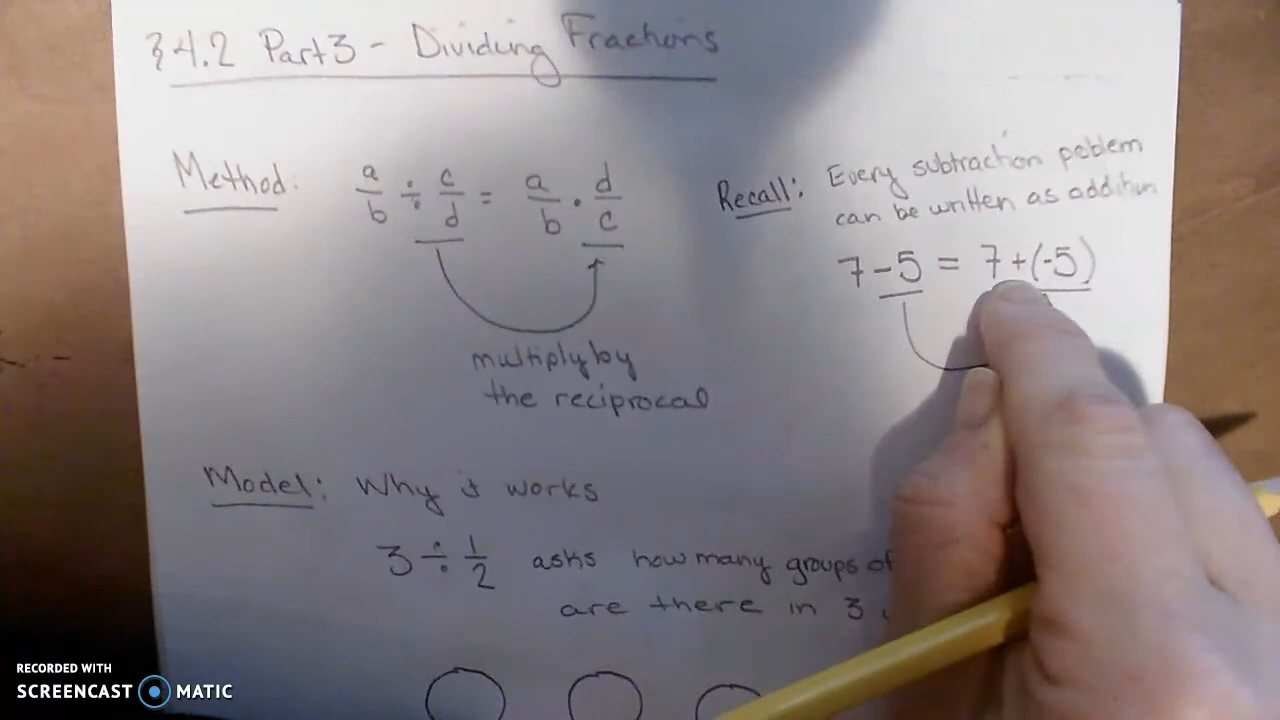 §4.2 Part 3 - Dividing Fractions
Method: a/b ÷ c/d = a/b · d/c
multiply by
the reciprocal
Recall: Every subtraction poblem
can be written as addition
7 - 5 = 7 + (-5)
Model: Why it works
3 ÷ 1/2 asks how many groups of
are there in 3
RECORDED WITH
SCREENCAST MATIC